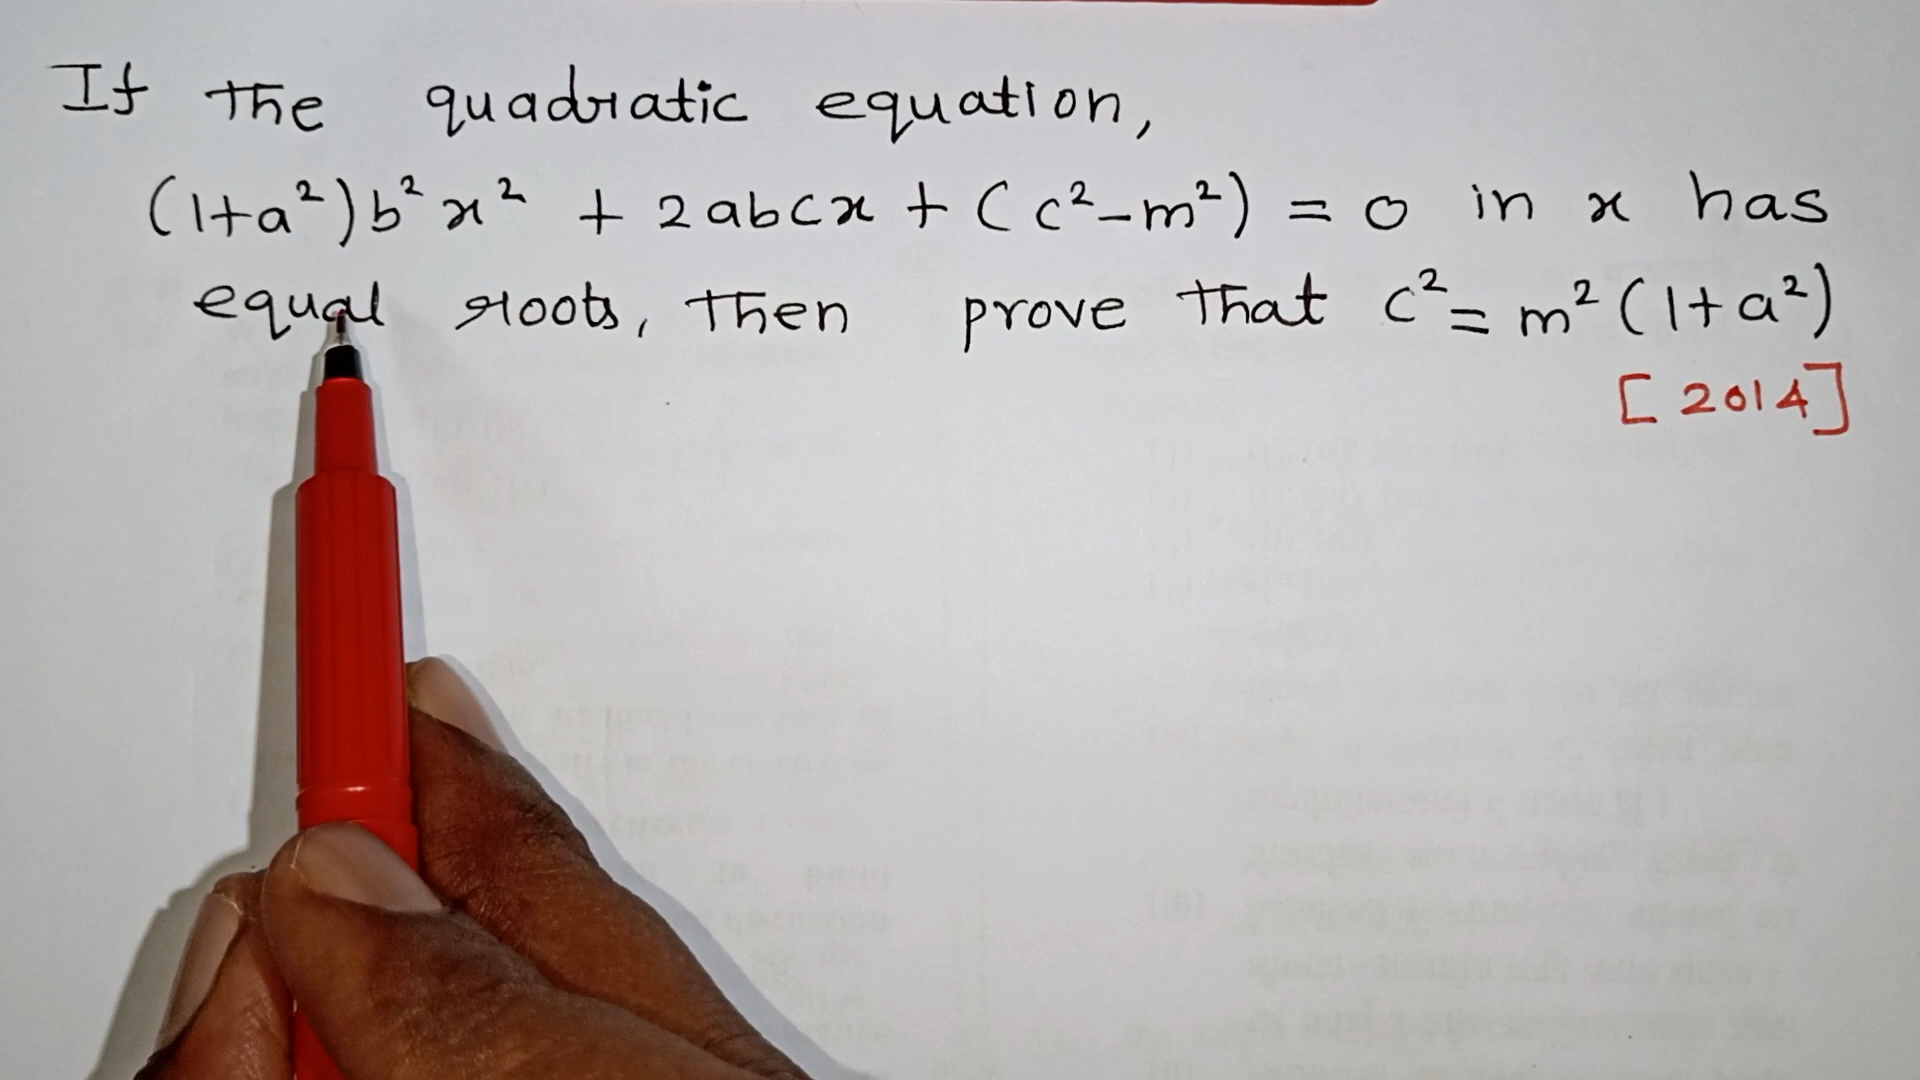 If the quadratic equation,
(1+a²)b²x² + 2abcx + (c²-m²) = 0 in x has
equal roots, then prove that c² = m²(1+a²)
[2014]